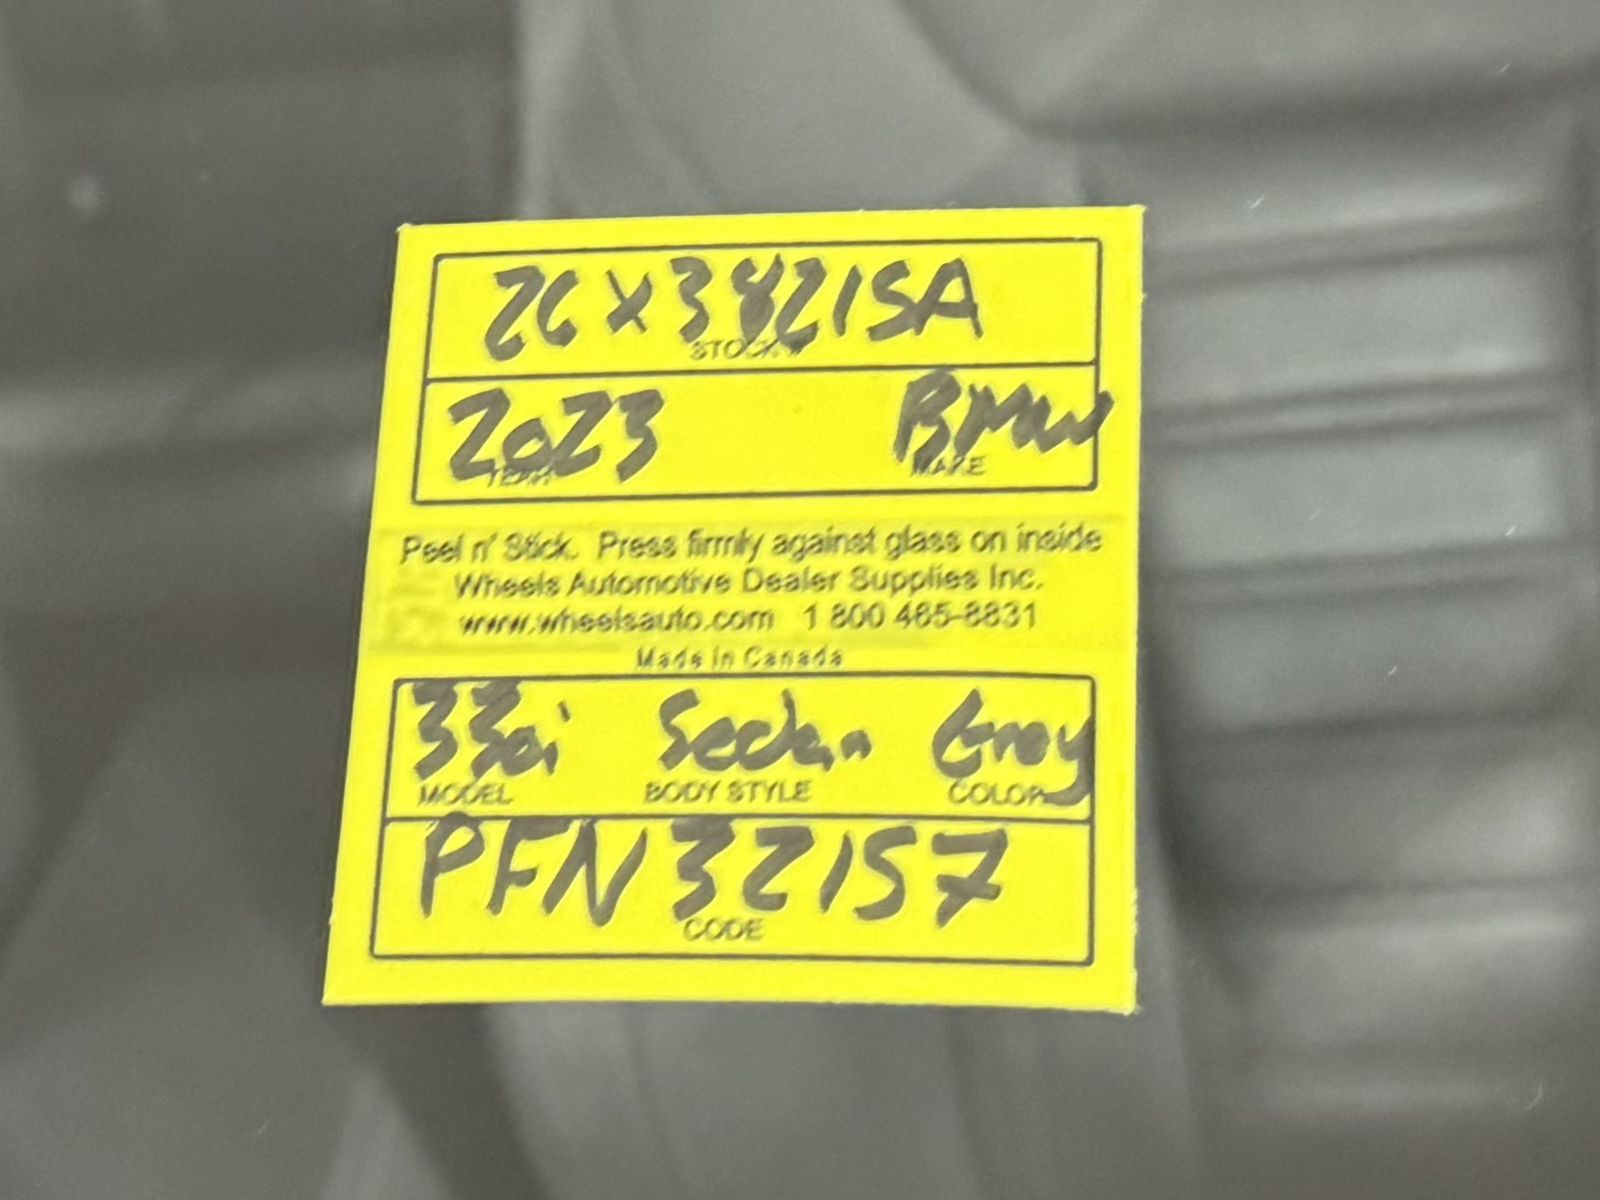 26X38215A
STOCK #
2023 BMW
YEAR MAKE
Peel n' Stick. Press firmly against glass on inside
Wheels Automotive Dealer Supplies Inc.
www.wheelsauto.com 1 800 465-8831
Made in Canada
330i Sedan Grey
MODEL BODY STYLE COLOR
PFN32157
CODE